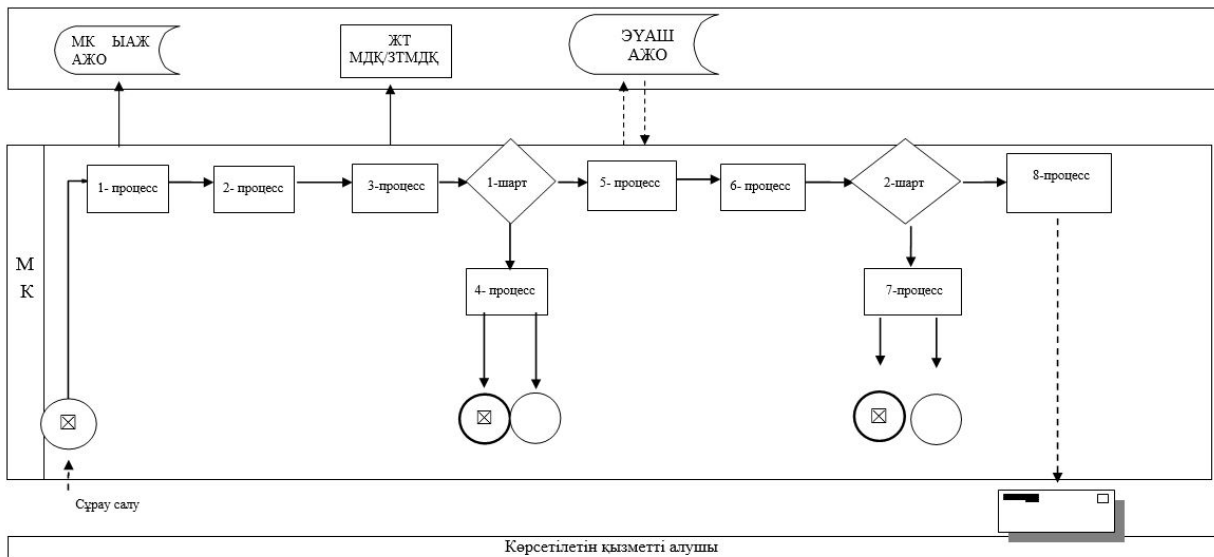 МК ЫАЖ
АЖО
ЖТ
МДҚ/ЗТМДҚ
ЭҮАШ
АЖО
1- процесс
2- процесс
3-процесс
1-шарт
5- процесс
6- процесс
2-шарт
8-процесс
М
К
4- процесс
7-процесс
Сұрау салу
Көрсетілетін қызметті алушы